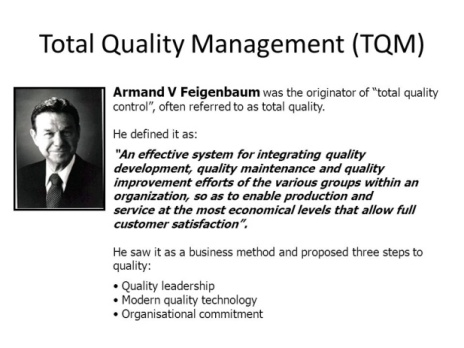 Total Quality Management (TQM)
Armand V Feigenbaum was the originator of “total quality
control”, often referred to as total quality.
He defined it as:
“An effective system for integrating quality
development, quality maintenance and quality
improvement efforts of the various groups within an
organization, so as to enable production and
service at the most economical levels that allow full
customer satisfaction”.
He saw it as a business method and proposed three steps to
quality:
• Quality leadership
• Modern quality technology
• Organisational commitment